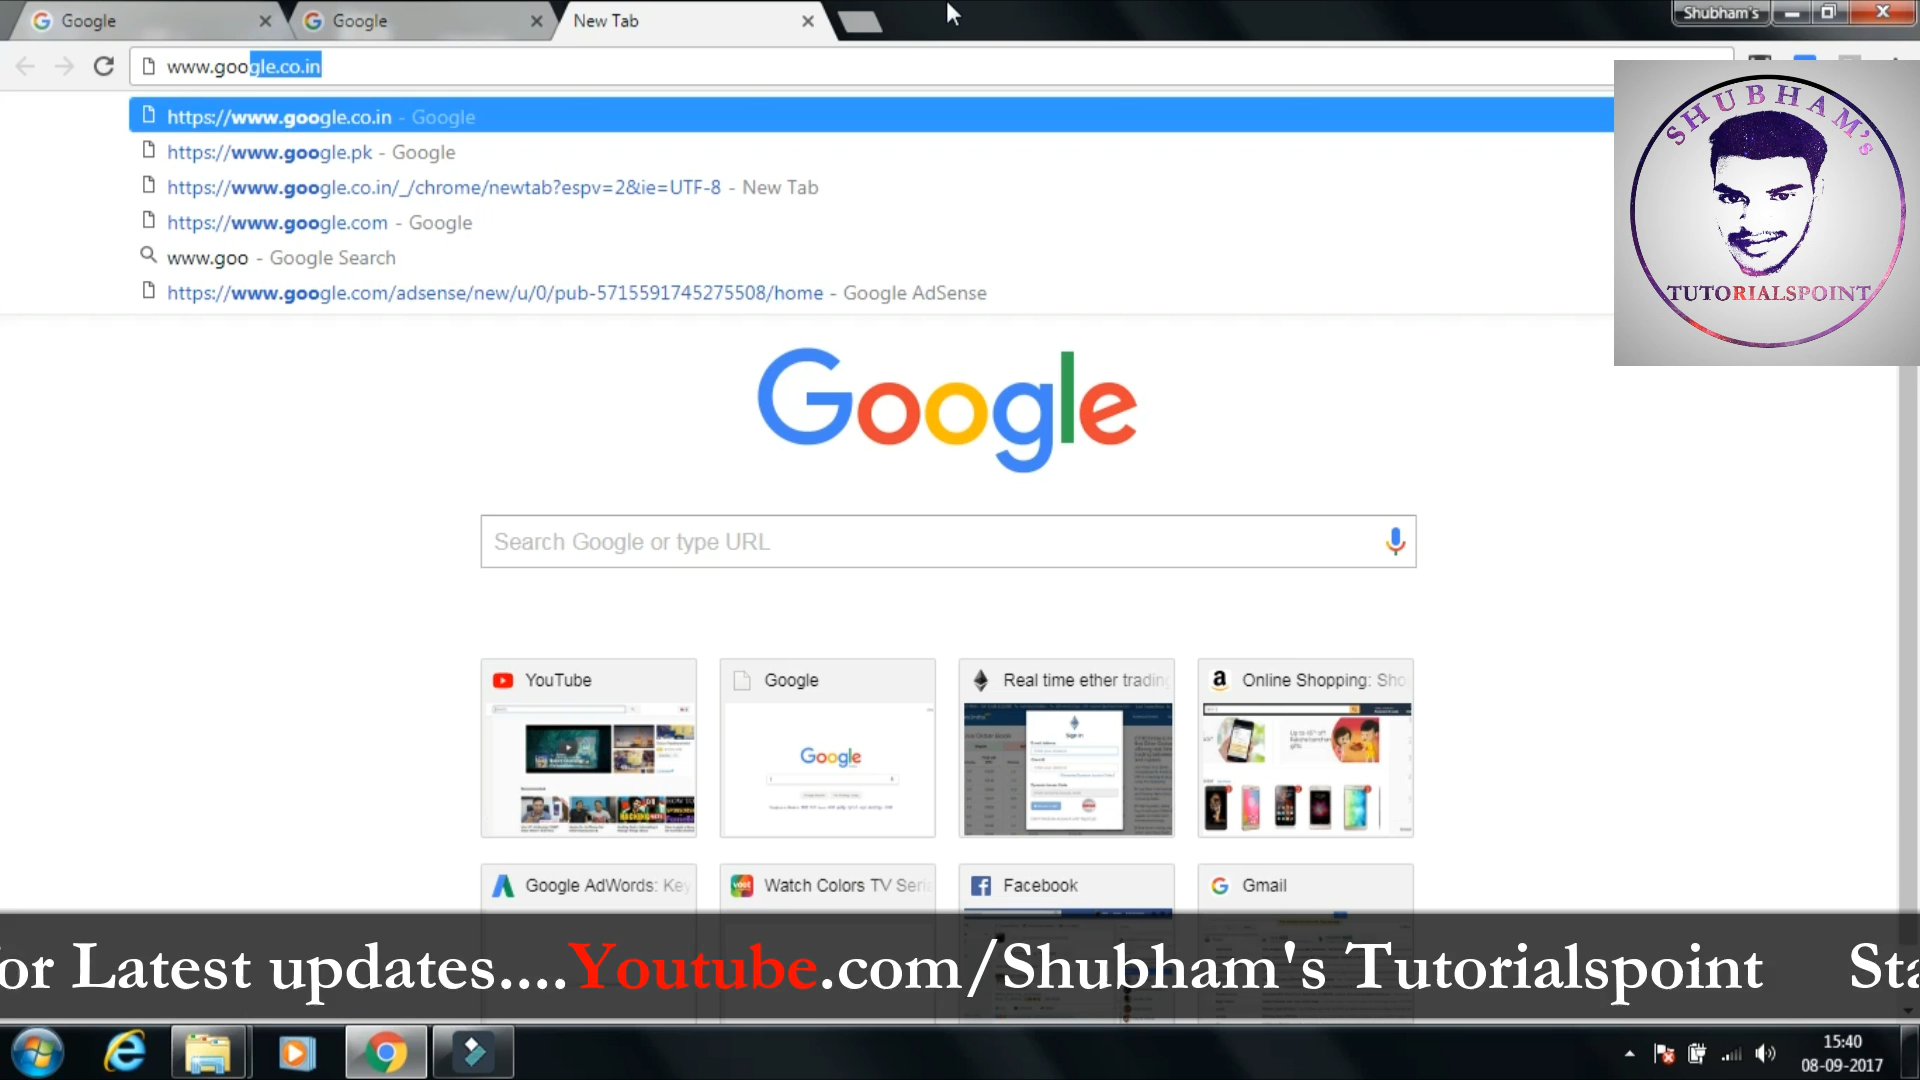 Google
Google
New Tab
Shubham's
www.google.co.in
https://www.google.co.in - Google
https://www.google.pk - Google
https://www.google.co.in/_/chrome/newtab?espv=2&ie=UTF-8 - New Tab
https://www.google.com - Google
www.goo - Google Search
https://www.google.com/adsense/new/u/0/pub-5715591745275508/home - Google AdSense
SHUBHAM's
TUTORIALSPOINT
Google
Search Google or type URL
YouTube
Google
Real time ether trading
Online Shopping: Sho
Google
Google AdWords: Key
Watch Colors TV Seri
Facebook
Gmail
or Latest updates....Youtube.com/Shubham's Tutorialspoint Sta
15:40
08-09-2017